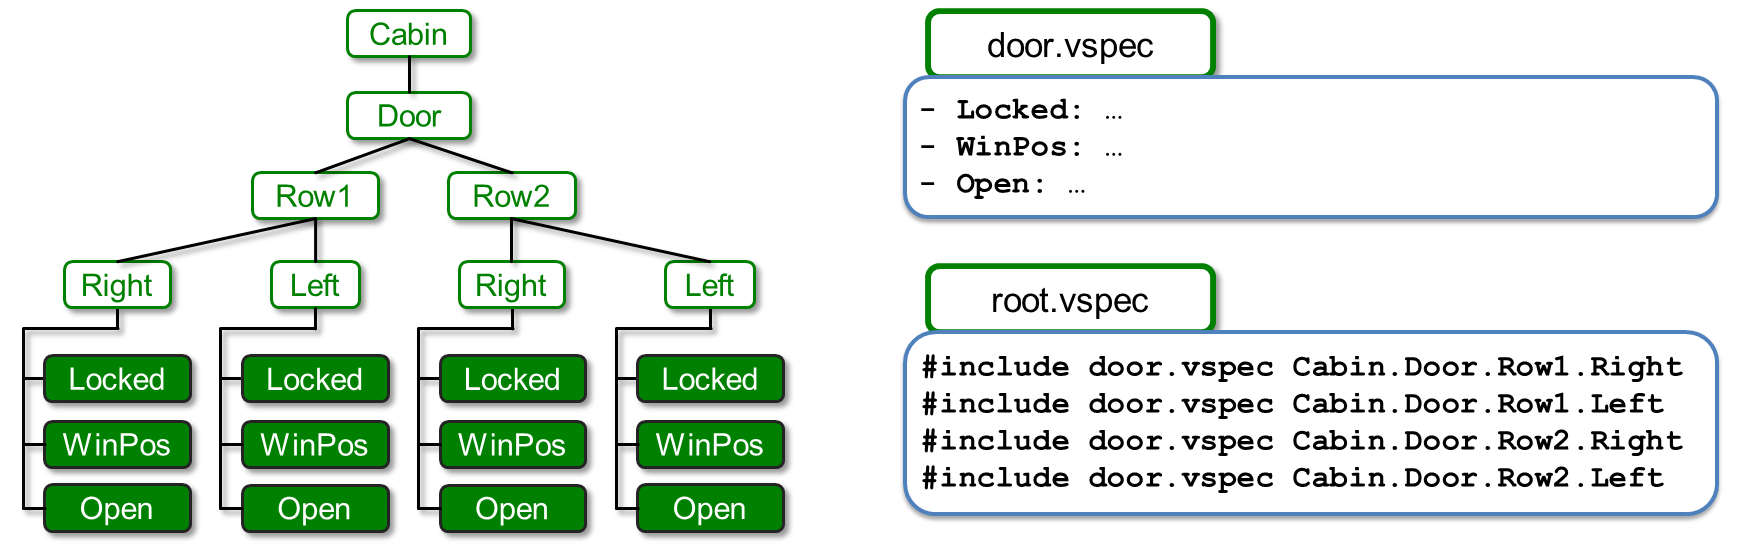 Cabin
Door
Row1 Row2
Right Left Right Left
Locked Locked Locked Locked
WinPos WinPos WinPos WinPos
Open Open Open Open
door.vspec
- Locked: …
- WinPos: …
- Open: …
root.vspec
#include door.vspec Cabin.Door.Row1.Right
#include door.vspec Cabin.Door.Row1.Left
#include door.vspec Cabin.Door.Row2.Right
#include door.vspec Cabin.Door.Row2.Left